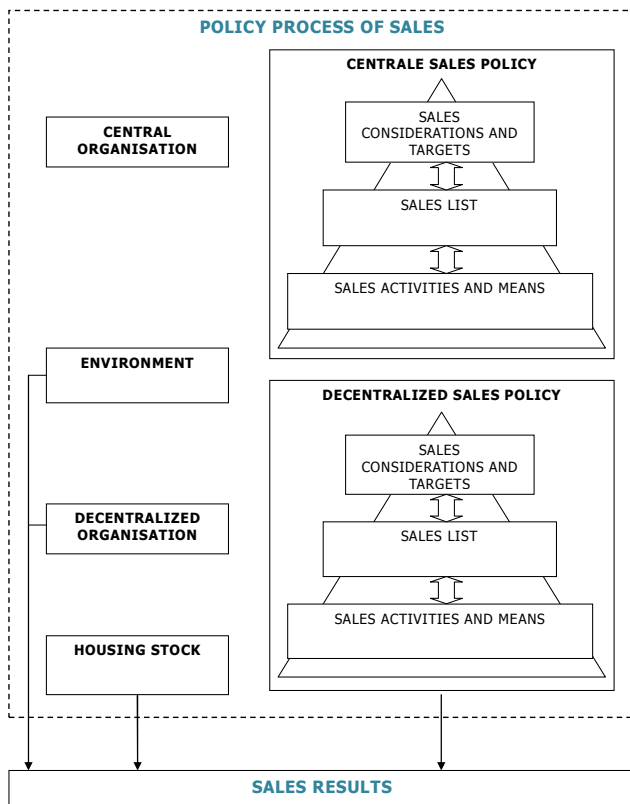 POLICY PROCESS OF SALES
CENTRALE SALES POLICY
SALES
CONSIDERATIONS AND
TARGETS
SALES LIST
SALES ACTIVITIES AND MEANS
CENTRAL
ORGANISATION
ENVIRONMENT
DECENTRALIZED SALES POLICY
SALES
CONSIDERATIONS AND
TARGETS
SALES LIST
SALES ACTIVITIES AND MEANS
DECENTRALIZED
ORGANISATION
HOUSING STOCK
SALES RESULTS